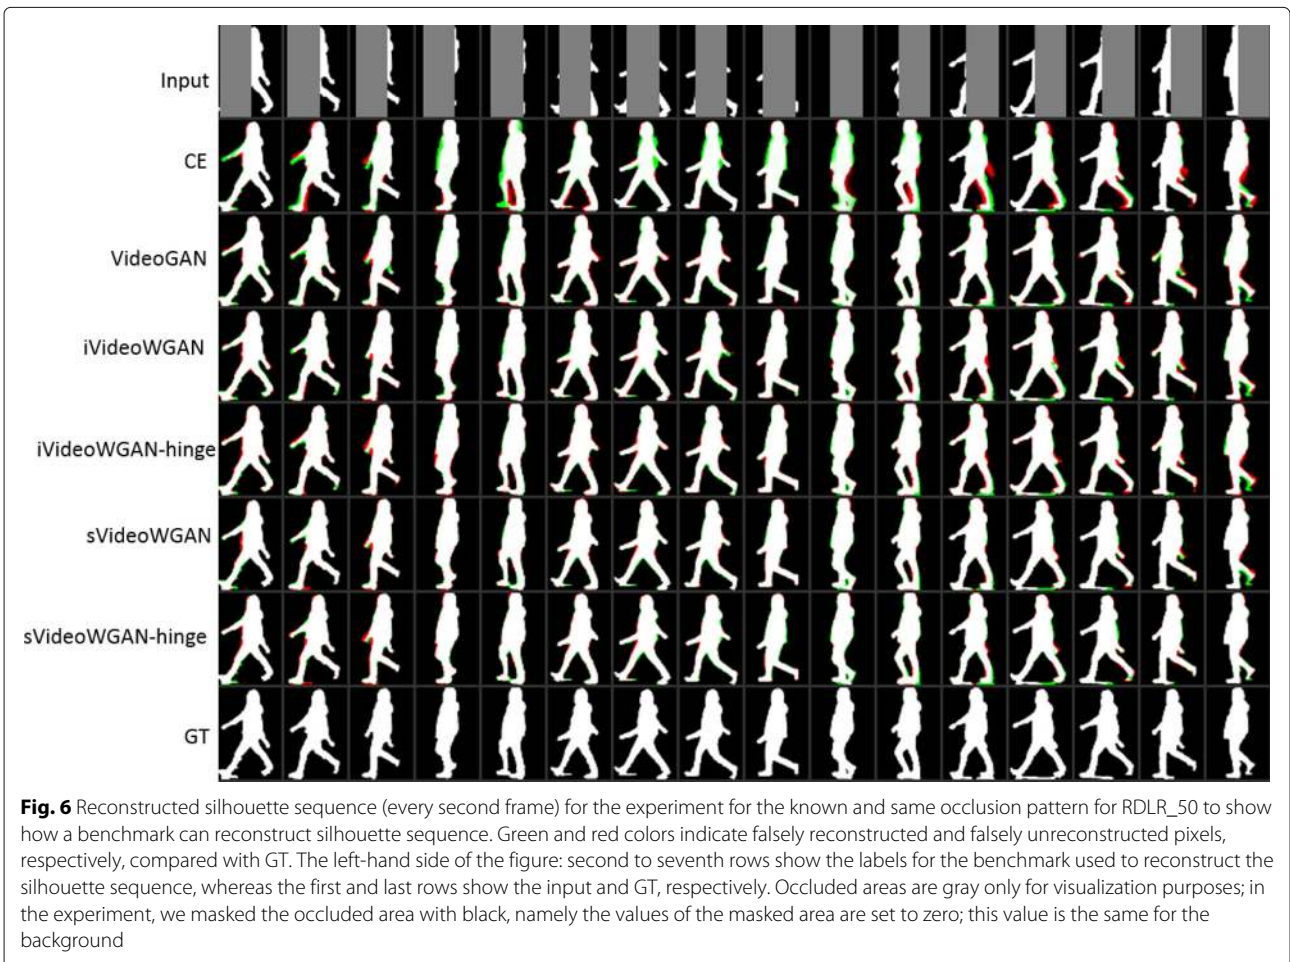 Input
CE
VideoGAN
iVideoWGAN
iVideoWGAN-hinge
sVideoWGAN
sVideoWGAN-hinge
GT
Fig. 6 Reconstructed silhouette sequence (every second frame) for the experiment for the known and same occlusion pattern for RDLR_50 to show
how a benchmark can reconstruct silhouette sequence. Green and red colors indicate falsely reconstructed and falsely unreconstructed pixels,
respectively, compared with GT. The left-hand side of the figure: second to seventh rows show the labels for the benchmark used to reconstruct the
silhouette sequence, whereas the first and last rows show the input and GT, respectively. Occluded areas are gray only for visualization purposes; in
the experiment, we masked the occluded area with black, namely the values of the masked area are set to zero; this value is the same for the
background